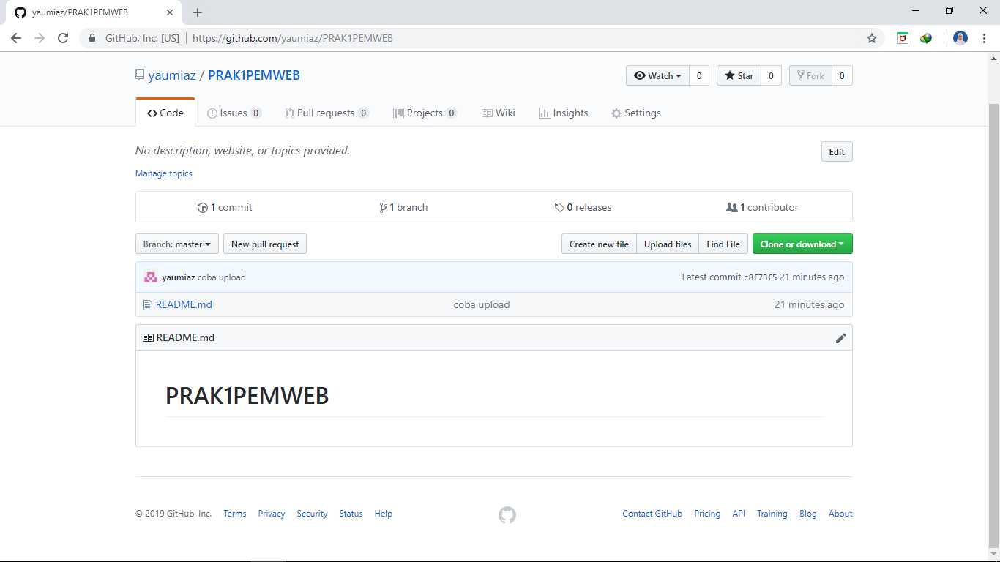 yaumiaz/PRAK1PEMWEB
GitHub, Inc. [US] | https://github.com/yaumiaz/PRAK1PEMWEB
yaumiaz / PRAK1PEMWEB
Watch 0 Star 0 Fork 0
Code Issues 0 Pull requests 0 Projects 0 Wiki Insights Settings
No description, website, or topics provided. Edit
Manage topics
1 commit 1 branch 0 releases 1 contributor
Branch: master New pull request Create new file Upload files Find File Clone or download
yaumiaz coba upload Latest commit c8f73f5 21 minutes ago
README.md coba upload 21 minutes ago
README.md
PRAK1PEMWEB
© 2019 GitHub, Inc. Terms Privacy Security Status Help Contact GitHub Pricing API Training Blog About